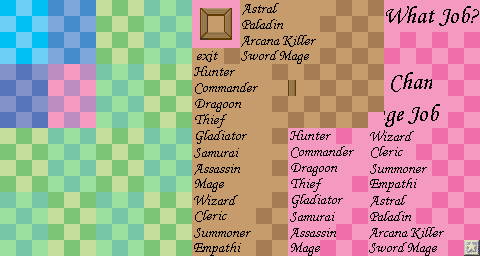 Astral
Paladin
Arcana Killer
exit Sword Mage
Hunter
Commander
Dragoon
Thief
Gladiator
Samurai
Assassin
Mage
Wizard
Cleric
Summoner
Empathi
What Job?
Chan
ge Job
Hunter
Commander
Dragoon
Thief
Gladiator
Samurai
Assassin
Mage
Wizard
Cleric
Summoner
Empathi
Astral
Paladin
Arcana Killer
Sword Mage